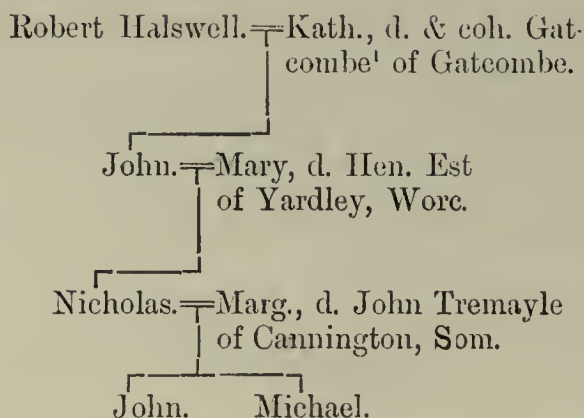 Robert Halswell. Kath., d. & coh. Gat-
combe¹ of Gatcombe.
John. Mary, d. Hen. Est
of Yardley, Worc.
Nicholas. Marg., d. John Tremayle
of Cannington, Som.
John. Michael.